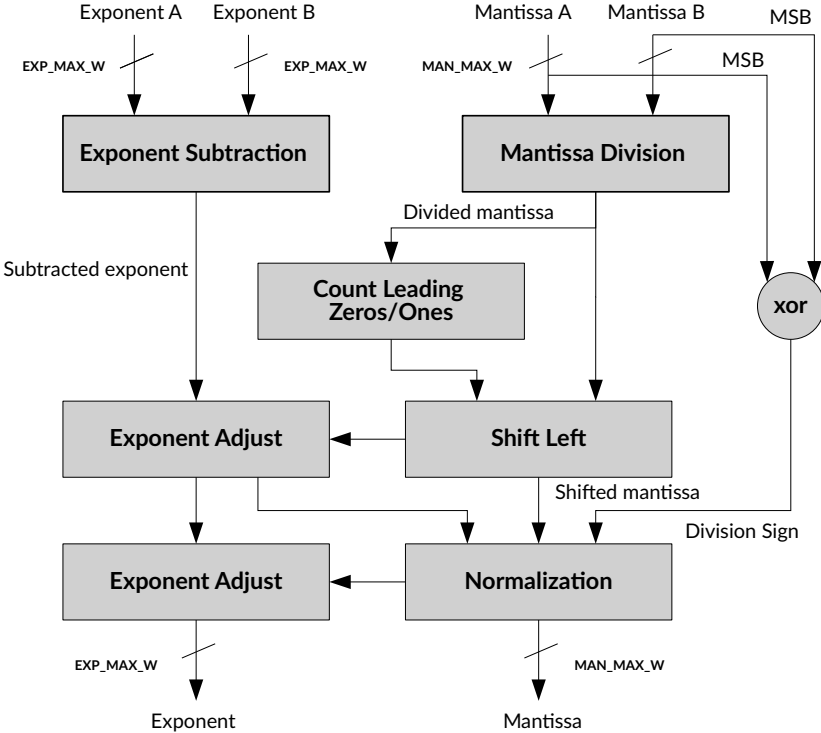 Exponent A
Exponent B
Mantissa A
Mantissa B
MSB
EXP_MAX_W
EXP_MAX_W
MAN_MAX_W
MSB
Exponent Subtraction
Mantissa Division
Divided mantissa
Subtracted exponent
Count Leading
Zeros/Ones
xor
Exponent Adjust
Shift Left
Shifted mantissa
Division Sign
Exponent Adjust
Normalization
EXP_MAX_W
MAN_MAX_W
Exponent
Mantissa